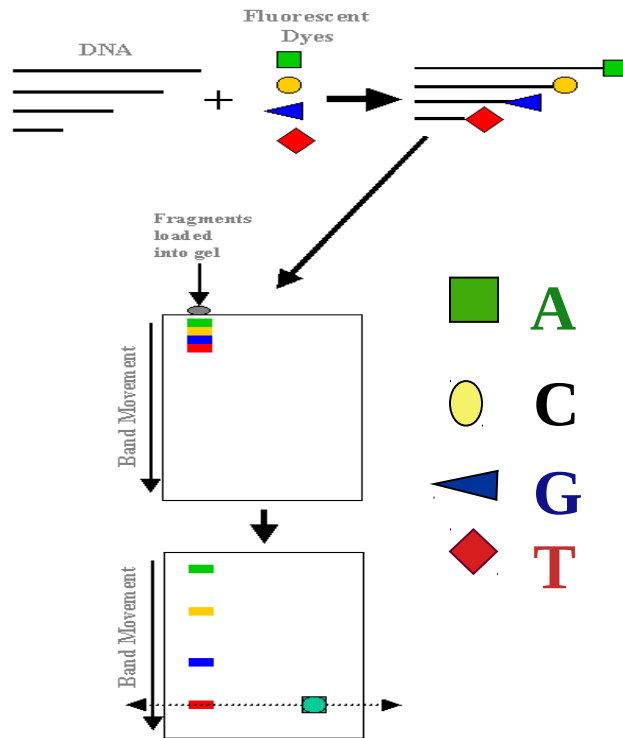 Fluorescent
Dyes
DNA
Fragments
loaded
into gel
Band Movement
A
C
G
T
Band Movement